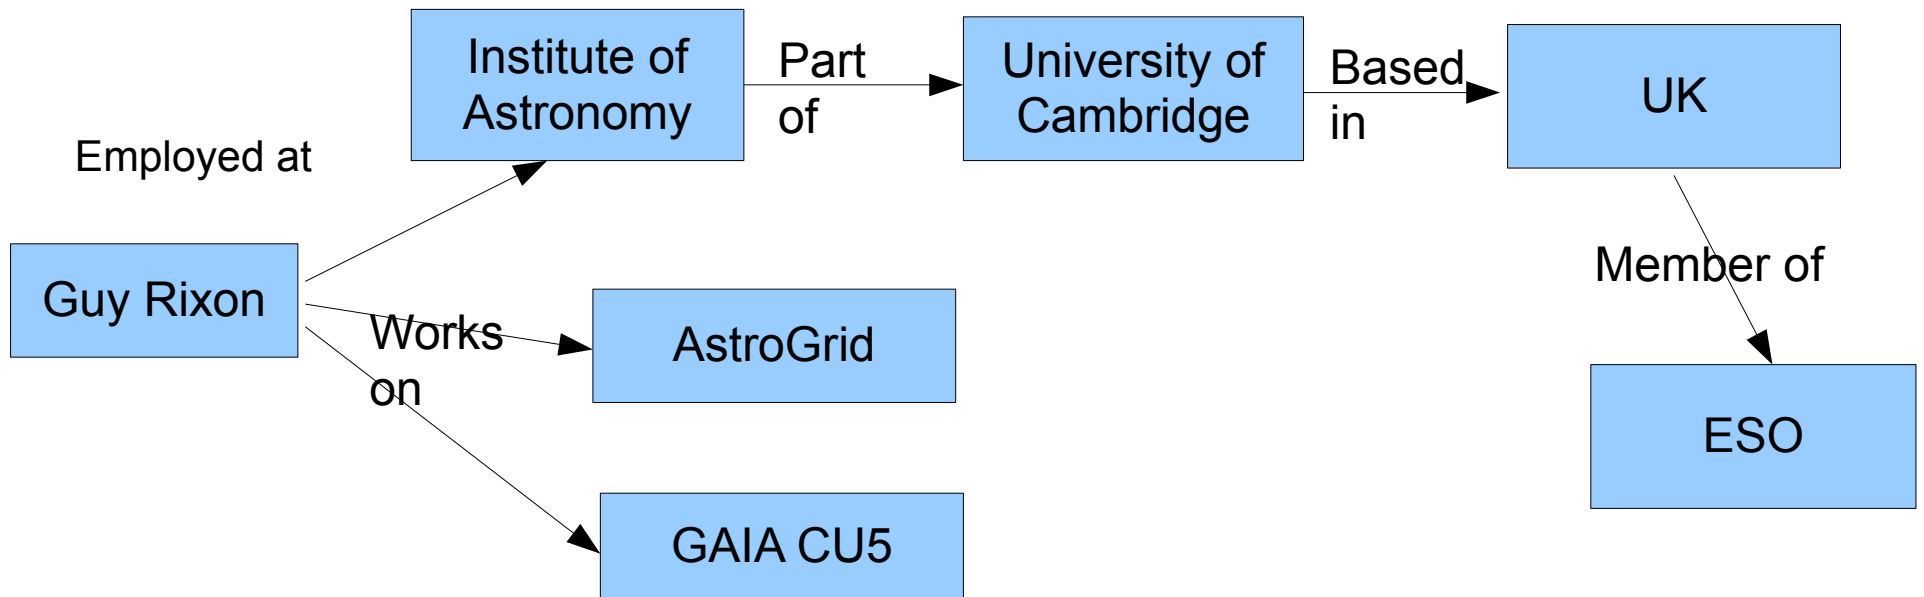 Institute of
Astronomy
Part
of
University of
Cambridge
Based
in
UK
Employed at
Guy Rixon
Works
on
AstroGrid
Member of
ESO
GAIA CU5